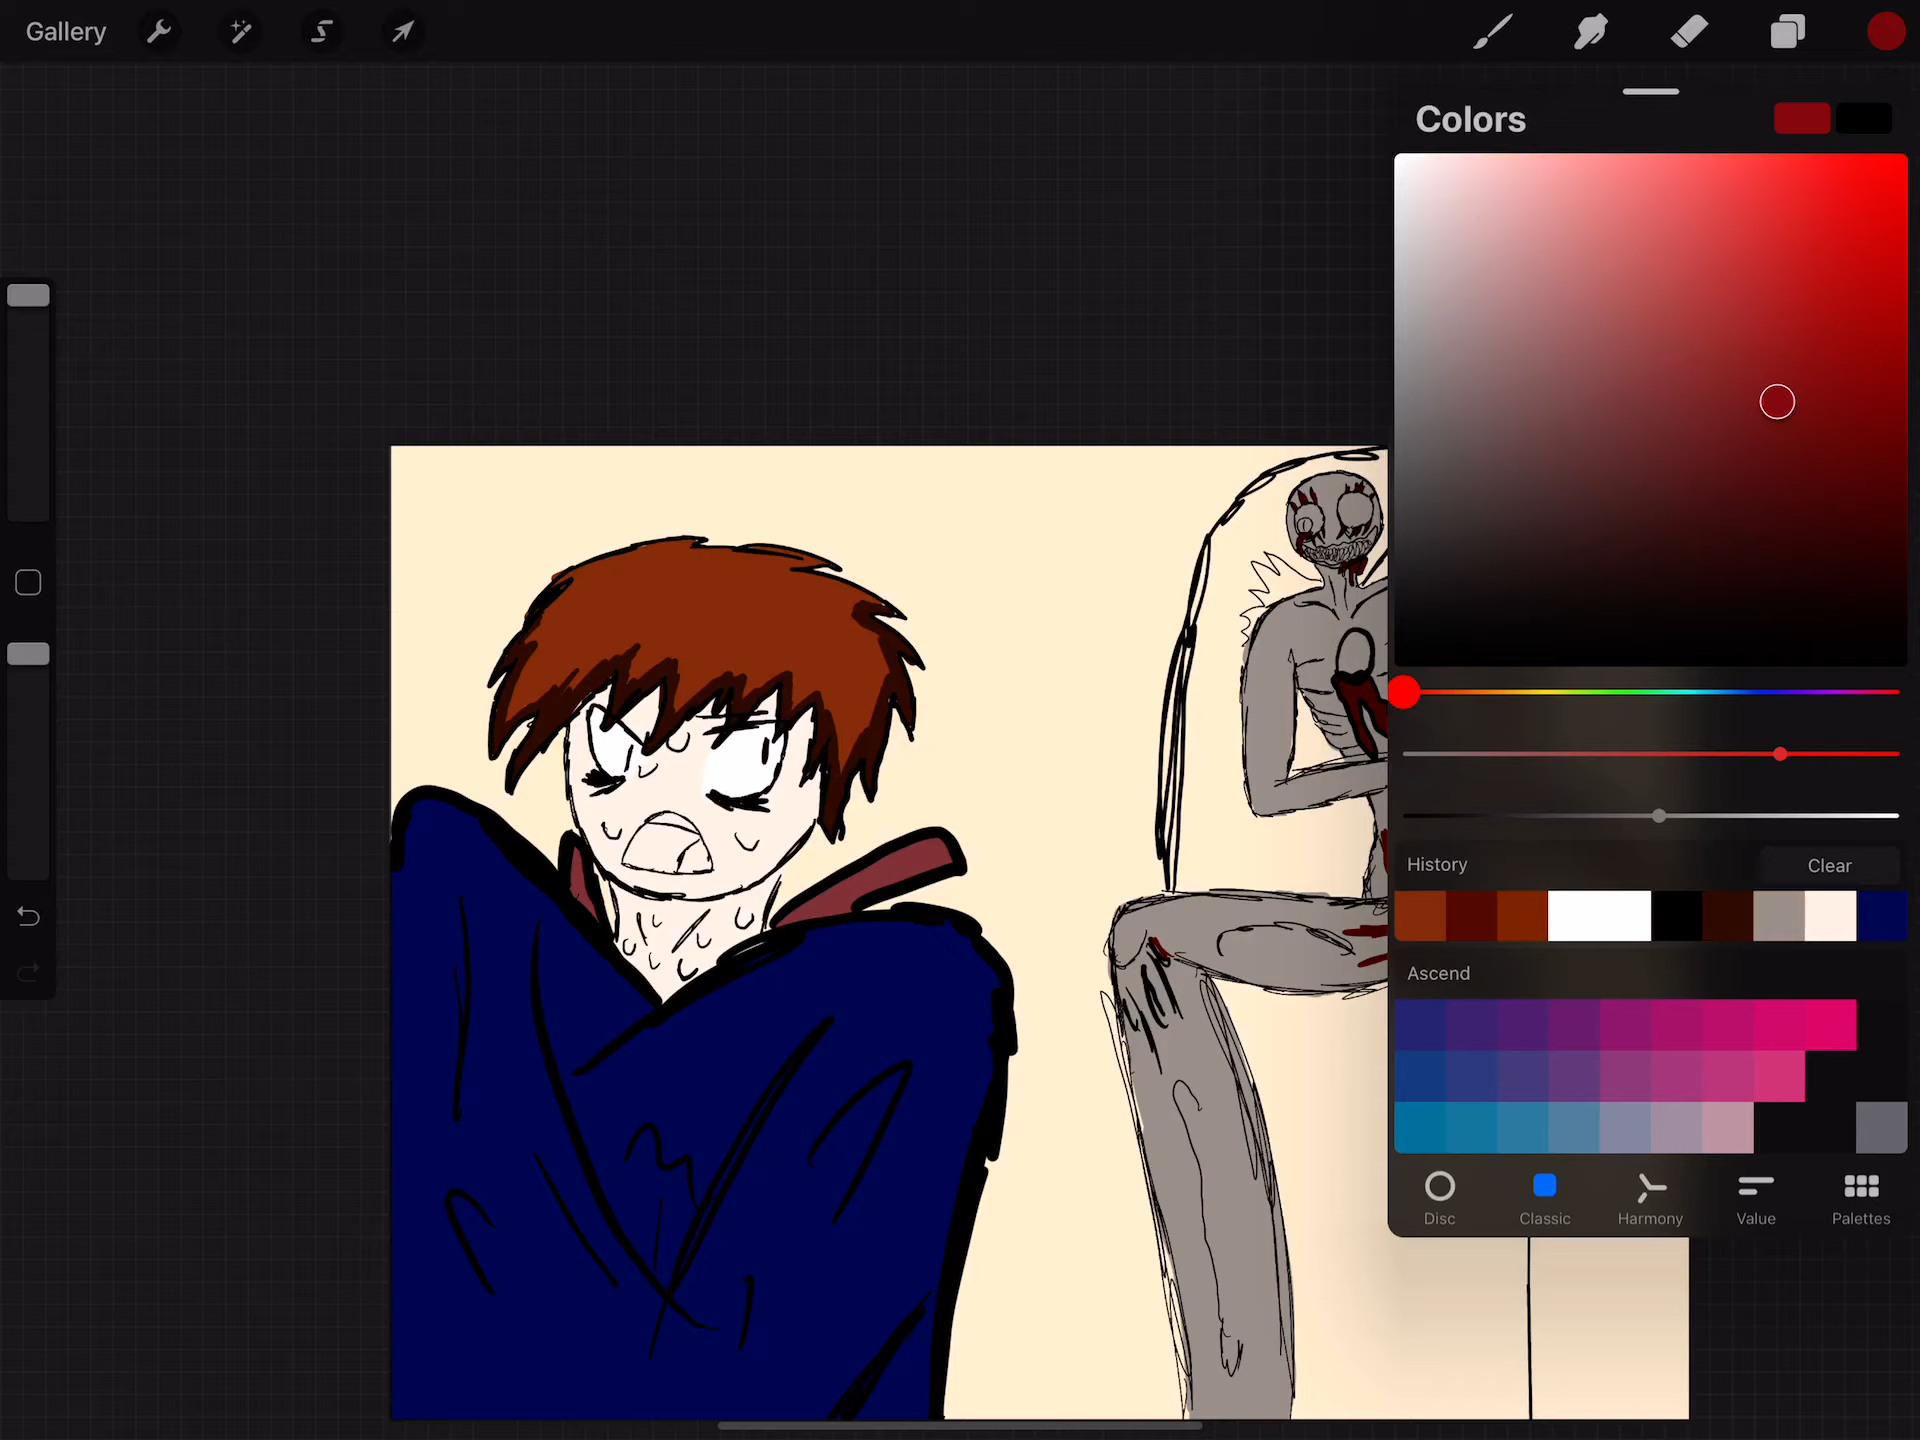 Gallery
Colors
History
Clear
Ascend
Disc
Classic
Harmony
Value
Palettes